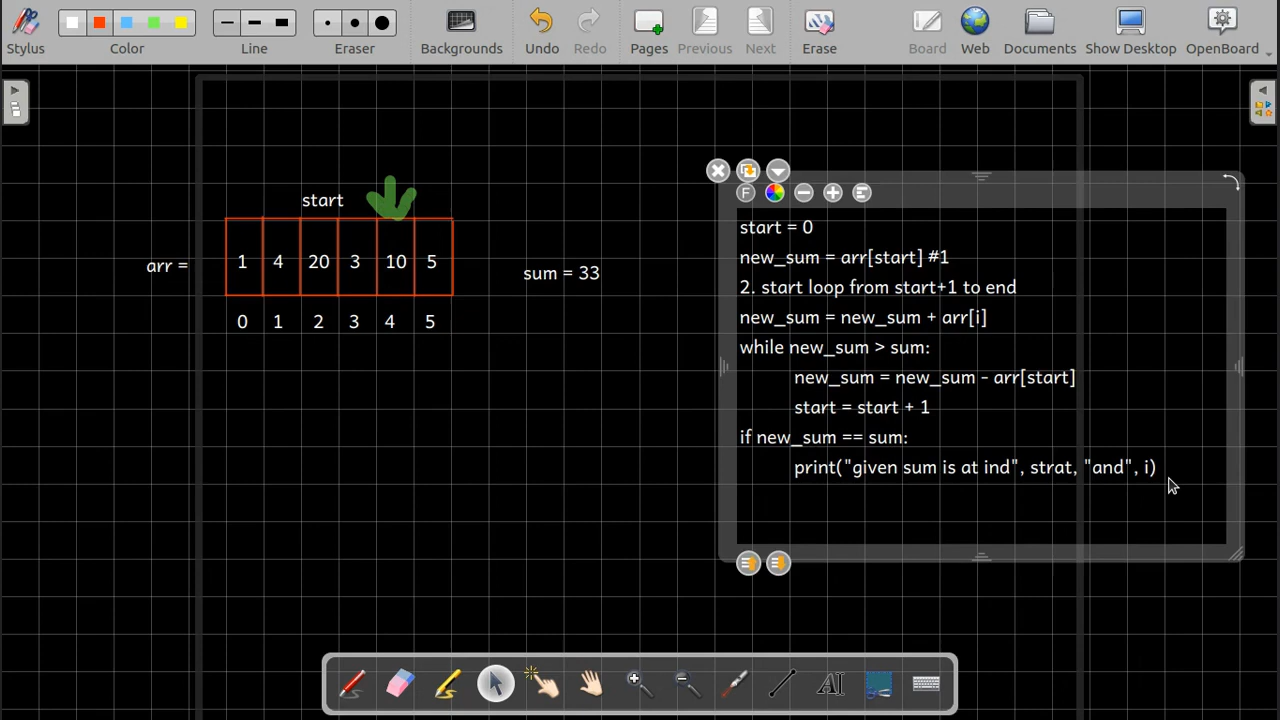 Stylus Color Line Eraser Backgrounds Undo Redo Pages Previous Next Erase Board Web Documents Show Desktop OpenBoard
start
arr = 1 4 20 3 10 5
sum = 33
0 1 2 3 4 5
F
start = 0
new_sum = arr[start] #1
2. start loop from start+1 to end
new_sum = new_sum + arr[i]
while new_sum > sum:
new_sum = new_sum - arr[start]
start = start + 1
if new_sum == sum:
print("given sum is at ind", strat, "and", i)
AI